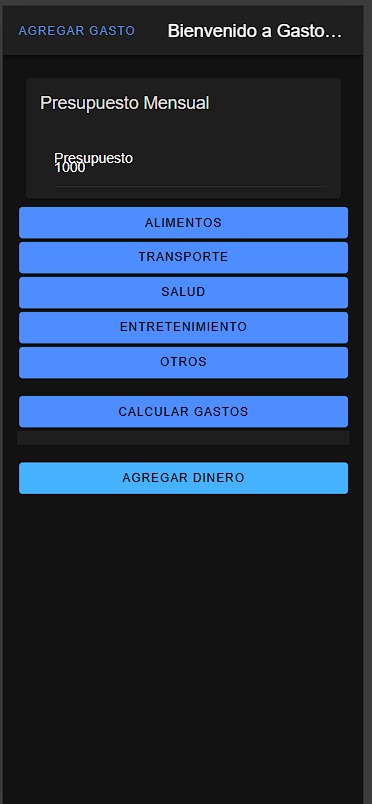 AGREGAR GASTO
Bienvenido a Gasto…
Presupuesto Mensual
Presupuesto
1000
ALIMENTOS
TRANSPORTE
SALUD
ENTRETENIMIENTO
OTROS
CALCULAR GASTOS
AGREGAR DINERO